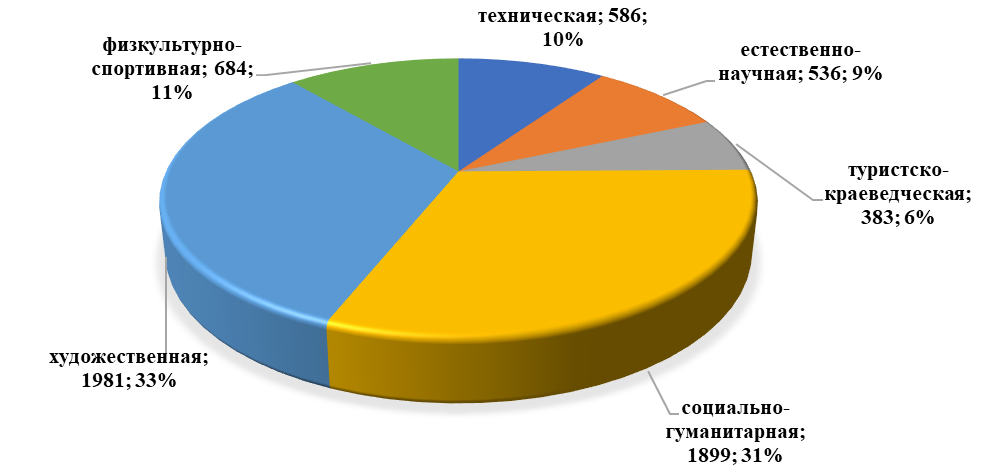 техническая; 586;
10%
естественно-
научная; 536; 9%
туристско-
краеведческая;
383; 6%
социально-
гуманитарная;
1899; 31%
художественная;
1981; 33%
физкультурно-
спортивная; 684;
11%